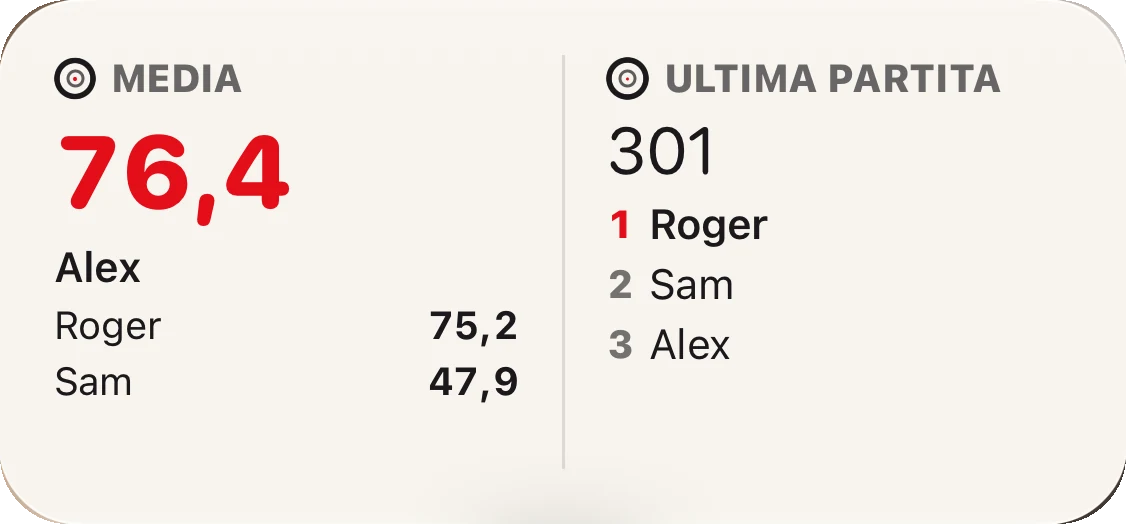 MEDIA
76,4
Alex
Roger 75,2
Sam 47,9
ULTIMA PARTITA
301
1 Roger
2 Sam
3 Alex